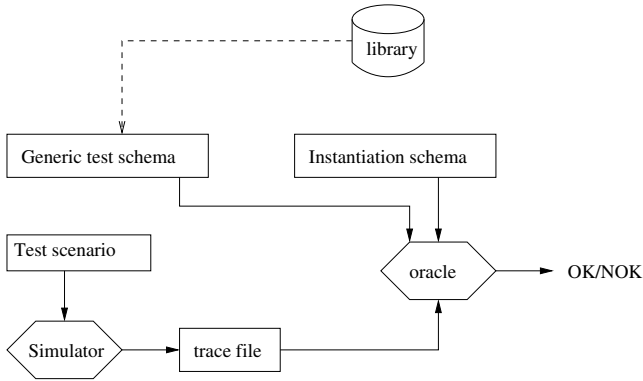 library
Generic test schema
Instantiation schema
Test scenario
oracle
OK/NOK
Simulator
trace file